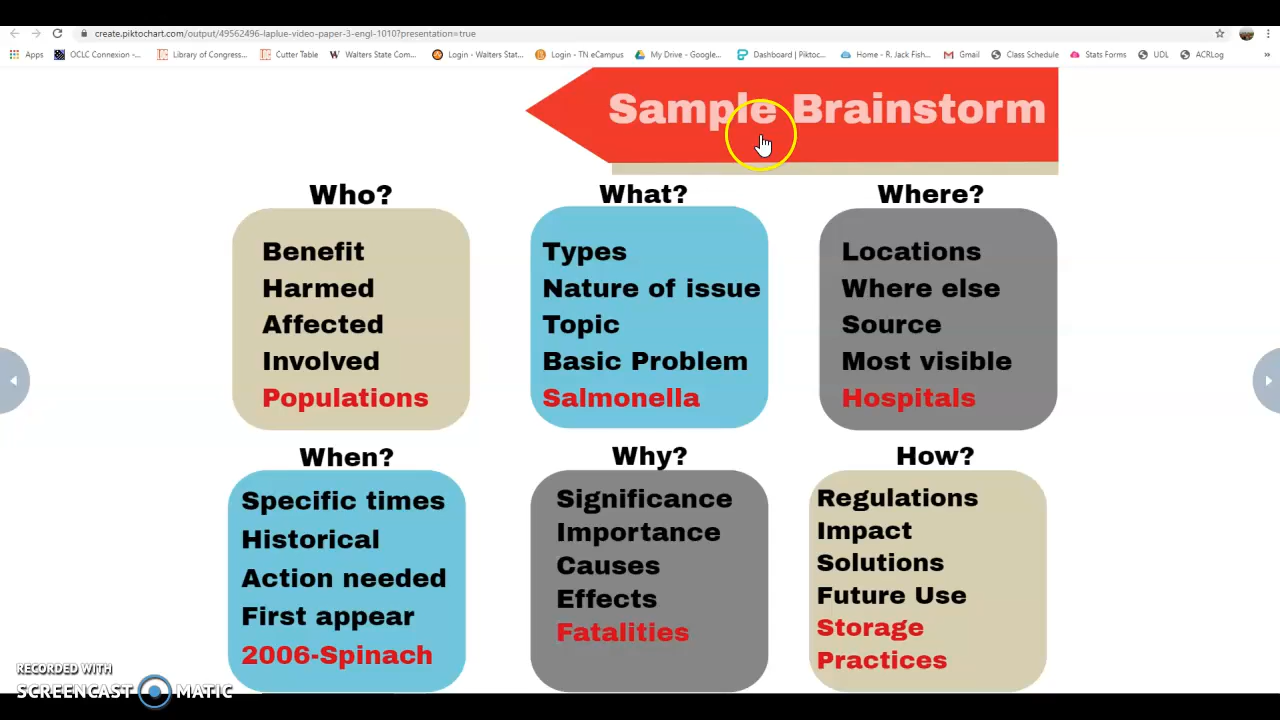 create.piktochart.com/output/49562496-laplue-video-paper-3-engl-1010?presentation=true
Apps
OCLC Connexion -...
Library of Congress...
Cutter Table
Walters State Com...
Login - Walters Stat...
Login - TN eCampus
My Drive - Google...
Dashboard | Piktoc...
Home - R. Jack Fish...
Gmail
Class Schedule
Stats Forms
UDL
ACRLog
»
Sample Brainstorm
Who?
Benefit
Harmed
Affected
Involved
Populations
What?
Types
Nature of issue
Topic
Basic Problem
Salmonella
Where?
Locations
Where else
Source
Most visible
Hospitals
When?
Specific times
Historical
Action needed
First appear
2006-Spinach
Why?
Significance
Importance
Causes
Effects
Fatalities
How?
Regulations
Impact
Solutions
Future Use
Storage
Practices
RECORDED WITH
SCREENCAST MATIC